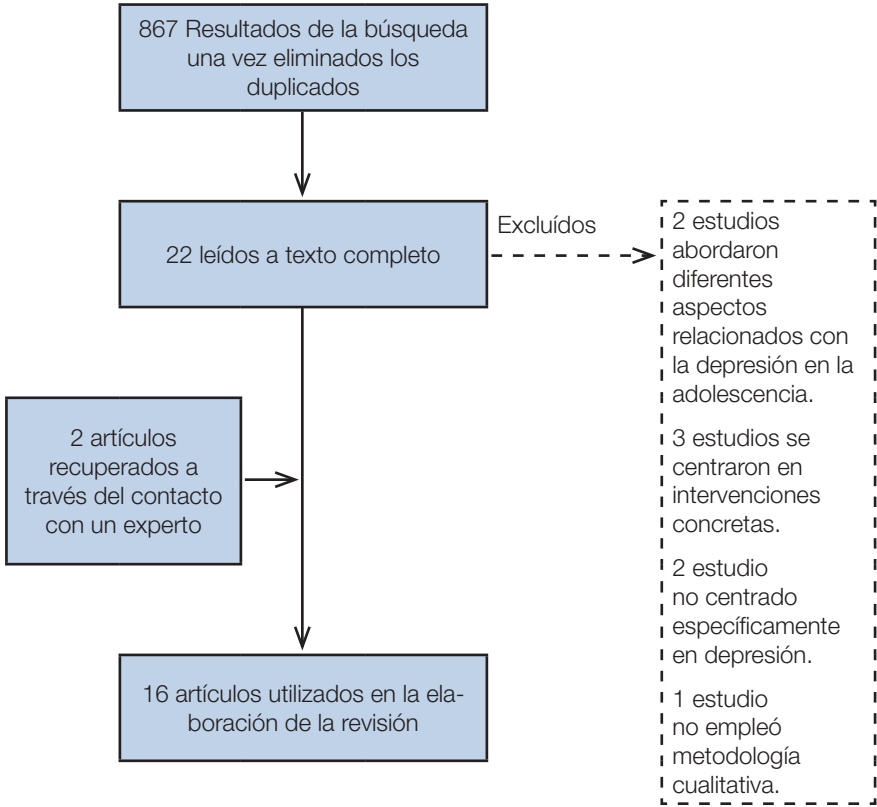 867 Resultados de la búsqueda
una vez eliminados los
duplicados
22 leídos a texto completo
Excluídos
2 estudios
abordaron
diferentes
aspectos
relacionados con
la depresión en la
adolescencia.
3 estudios se
centraron en
intervenciones
concretas.
2 estudio
no centrado
específicamente
en depresión.
1 estudio
no empleó
metodología
cualitativa.
2 artículos
recuperados a
través del contacto
con un experto
16 artículos utilizados en la ela-
boración de la revisión